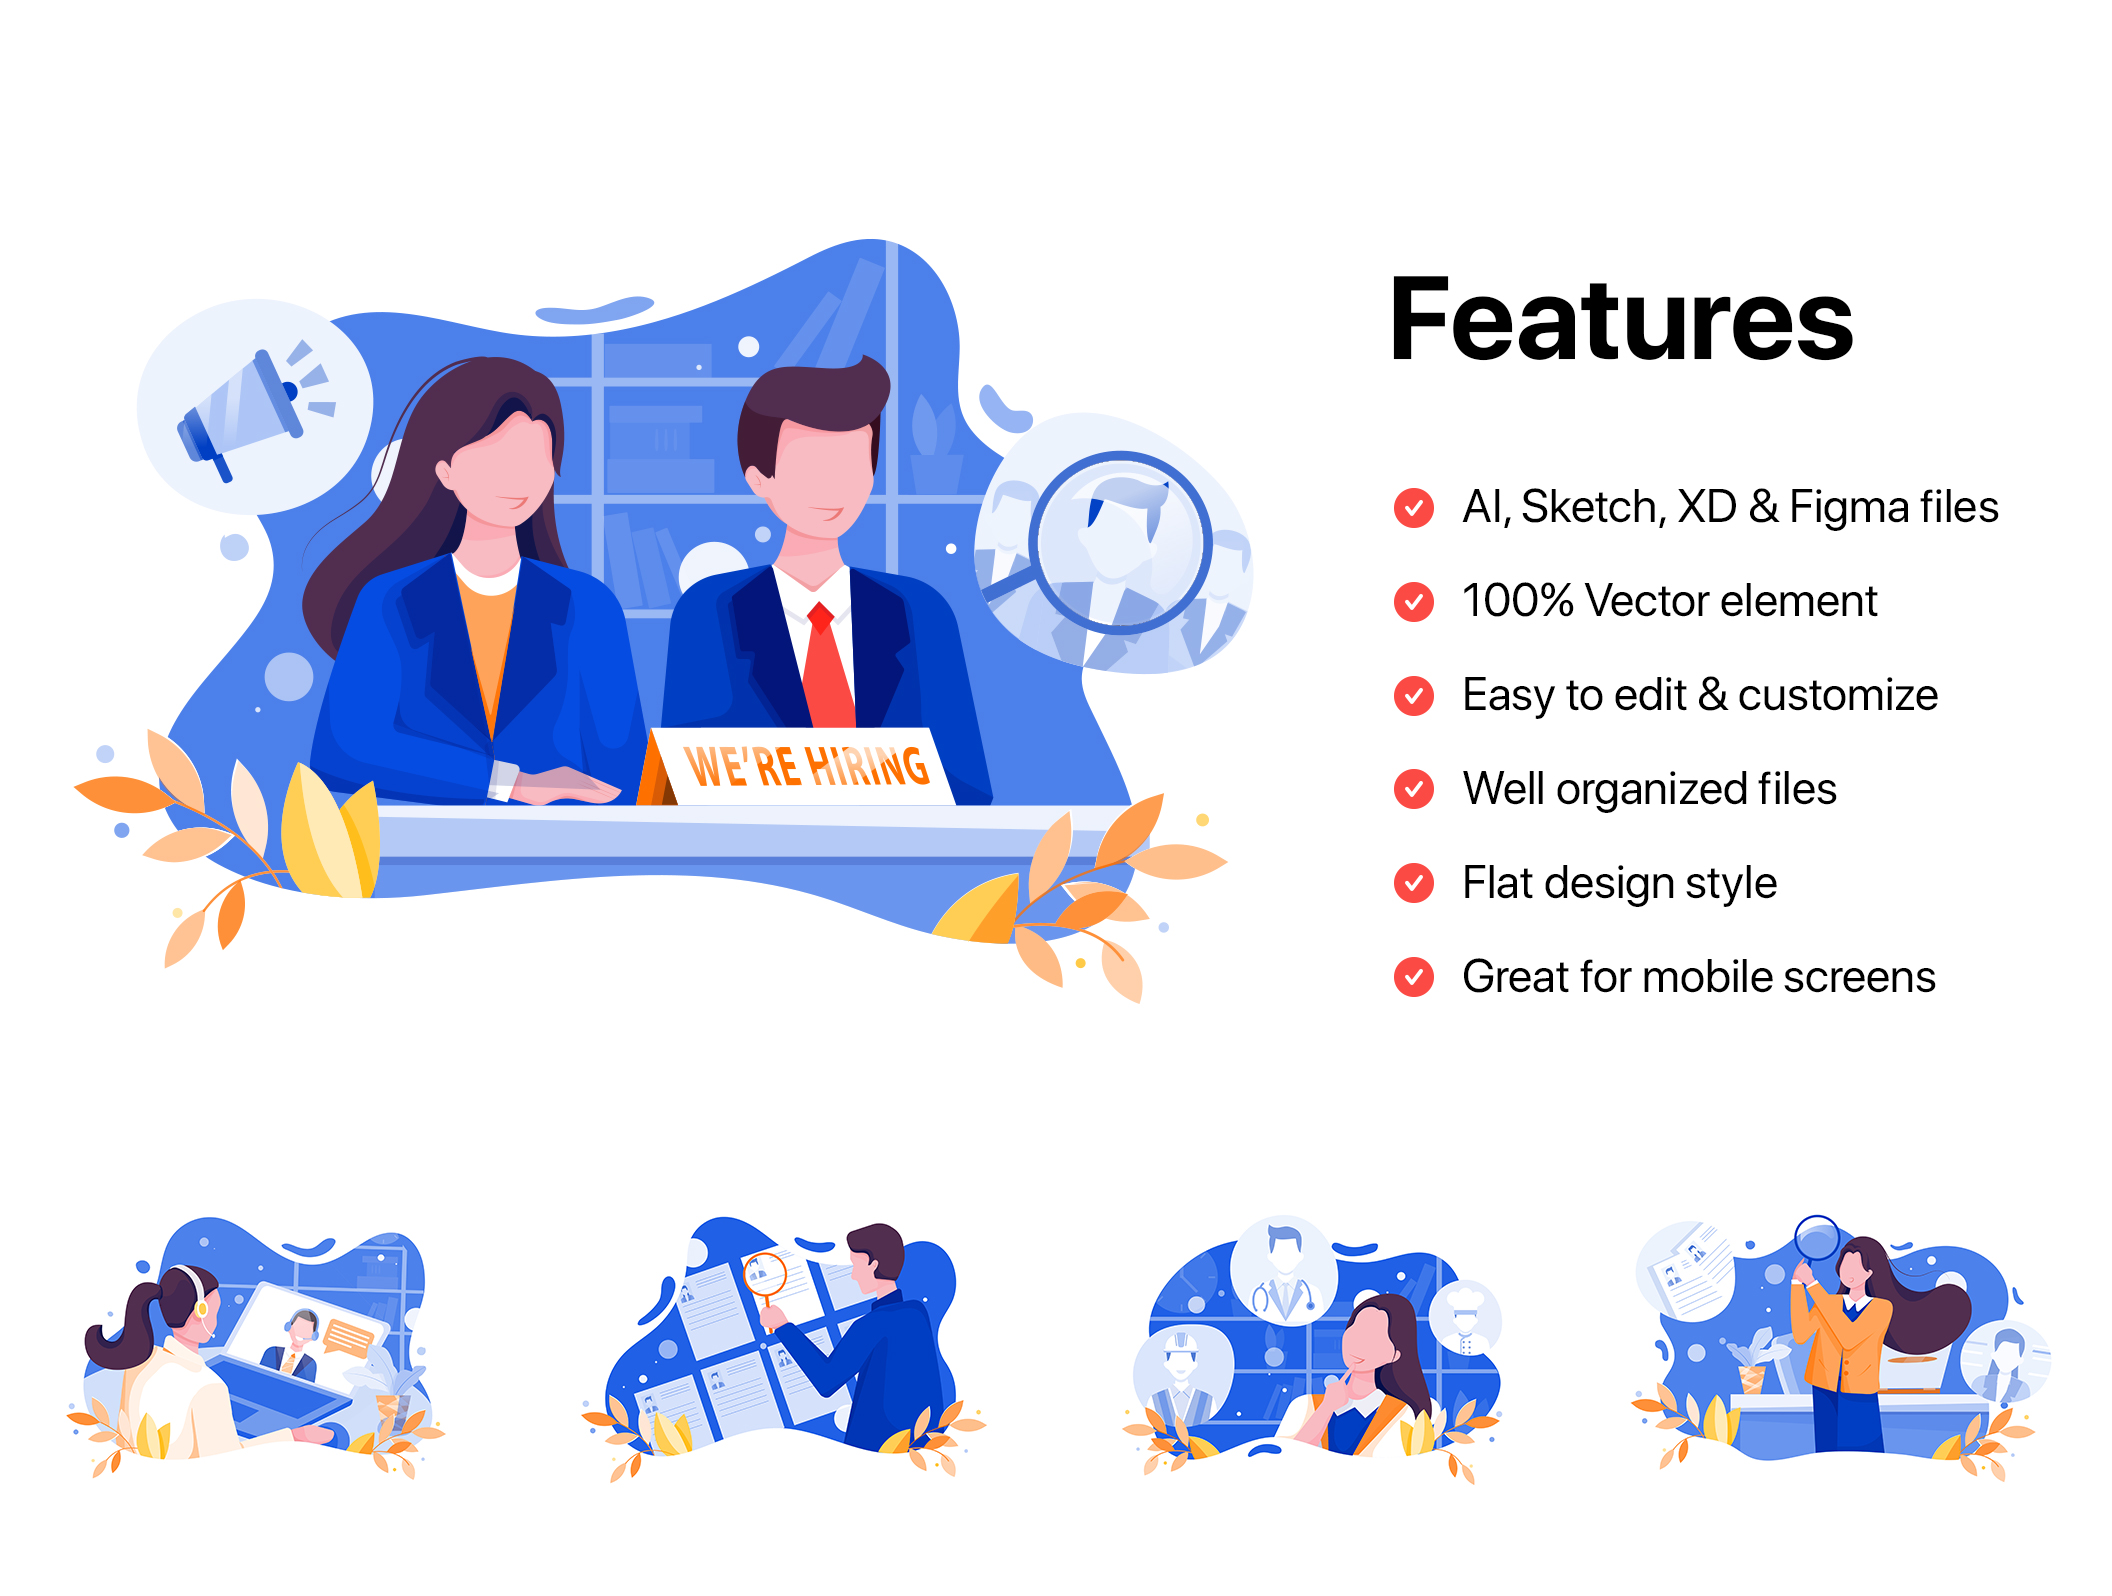 Features
AI, Sketch, XD & Figma files
100% Vector element
Easy to edit & customize
Well organized files
Flat design style
Great for mobile screens
WE'RE HIRING